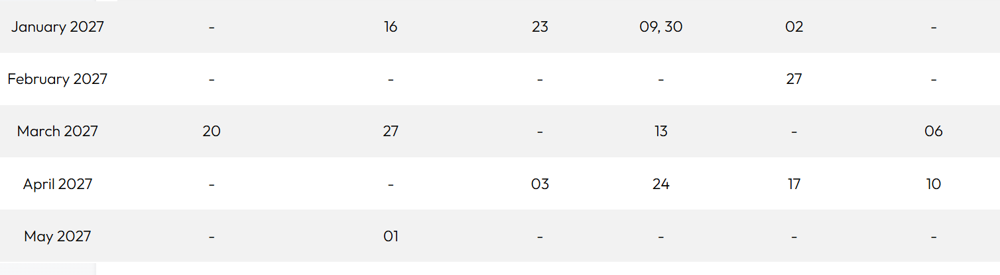 January 2027 - 16 23 09, 30 02 -
February 2027 - - - - 27 -
March 2027 20 27 - 13 - 06
April 2027 - - 03 24 17 10
May 2027 - 01 - - - -